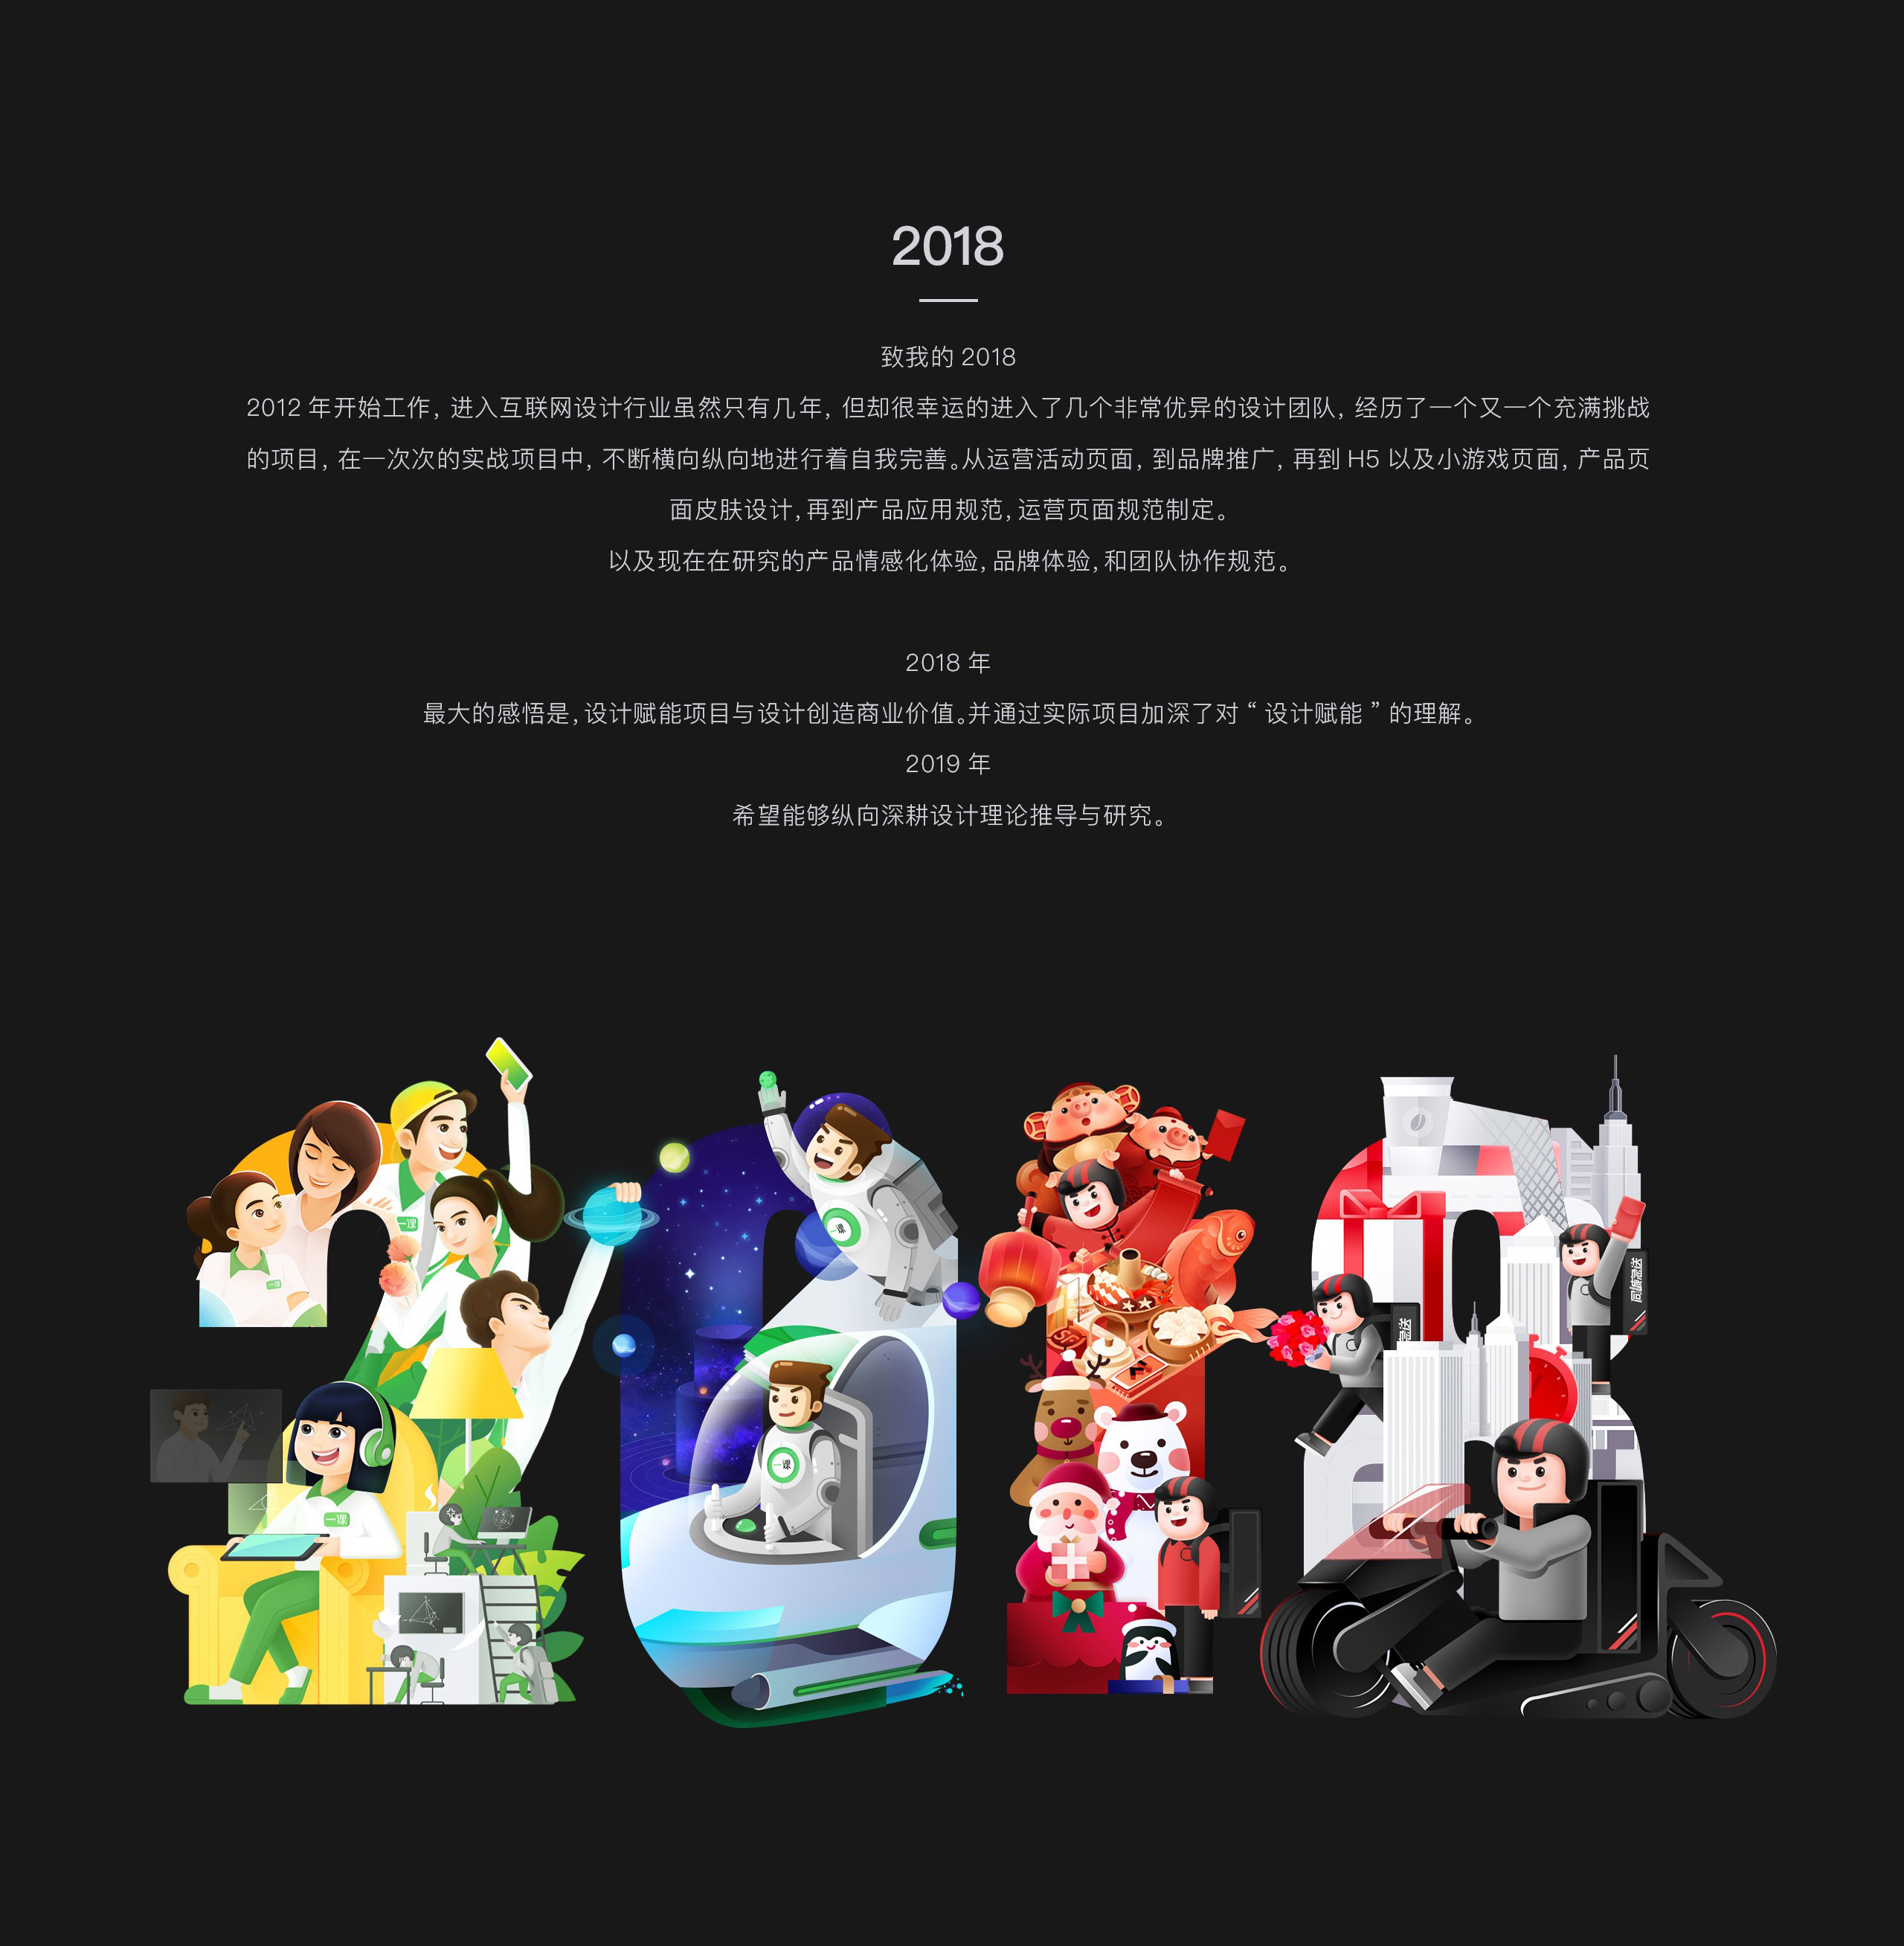 2018
致我的 2018
2012 年开始工作, 进入互联网设计行业虽然只有几年, 但却很幸运的进入了几个非常优异的设计团队, 经历了一个又一个充满挑战
的项目, 在一次次的实战项目中, 不断横向纵向地进行着自我完善。从运营活动页面, 到品牌推广, 再到 H5 以及小游戏页面, 产品页
面皮肤设计, 再到产品应用规范, 运营页面规范制定。
以及现在在研究的产品情感化体验, 品牌体验, 和团队协作规范。
2018 年
最大的感悟是, 设计赋能项目与设计创造商业价值。并通过实际项目加深了对 “ 设计赋能 ” 的理解。
2019 年
希望能够纵向深耕设计理论推导与研究。
一课
一课
一课
一课
一课
同城急送
急送